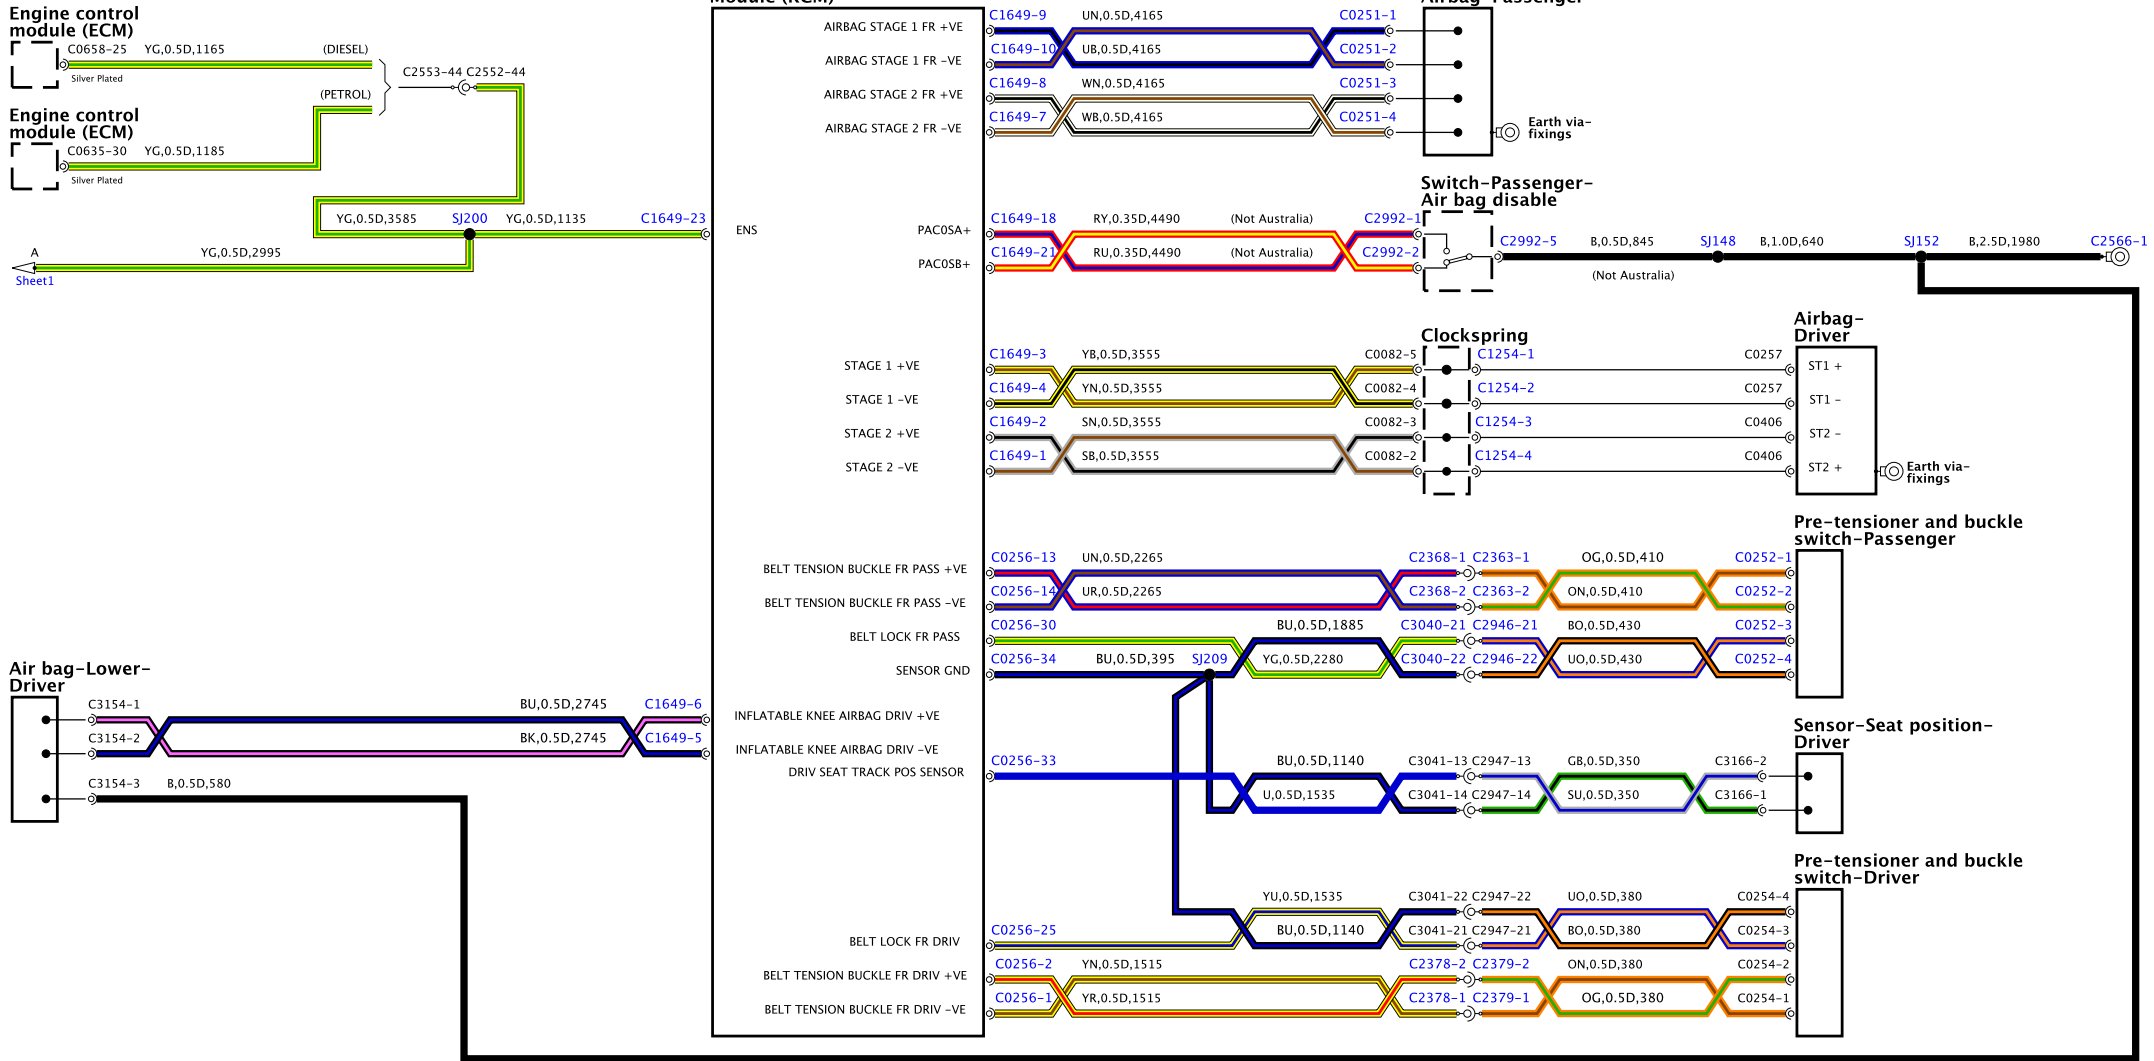 Engine control
module (ECM)
C0658-25 YG,0.5D,1165 (DIESEL)
Silver Plated
C2553-44 C2552-44
(PETROL)
Engine control
module (ECM)
C0635-30 YG,0.5D,1185
Silver Plated
YG,0.5D,3585 SJ200 YG,0.5D,1135 C1649-23
A YG,0.5D,2995
Sheet1
Air bag-Lower-
Driver
C3154-1 BU,0.5D,2745 C1649-6
C3154-2 BK,0.5D,2745 C1649-5
C3154-3 B,0.5D,580
Module (RCM)
AIRBAG STAGE 1 FR +VE
AIRBAG STAGE 1 FR -VE
AIRBAG STAGE 2 FR +VE
AIRBAG STAGE 2 FR -VE
ENS PAC0SA+
PAC0SB+
STAGE 1 +VE
STAGE 1 -VE
STAGE 2 +VE
STAGE 2 -VE
BELT TENSION BUCKLE FR PASS +VE
BELT TENSION BUCKLE FR PASS -VE
BELT LOCK FR PASS
SENSOR GND
INFLATABLE KNEE AIRBAG DRIV +VE
INFLATABLE KNEE AIRBAG DRIV -VE
DRIV SEAT TRACK POS SENSOR
BELT LOCK FR DRIV
BELT TENSION BUCKLE FR DRIV +VE
BELT TENSION BUCKLE FR DRIV -VE
Airbag-Passenger
C1649-9 UN,0.5D,4165 C0251-1
C1649-10 UB,0.5D,4165 C0251-2
C1649-8 WN,0.5D,4165 C0251-3
C1649-7 WB,0.5D,4165 C0251-4
Earth via-
fixings
Switch-Passenger-
Air bag disable
C1649-18 RY,0.35D,4490 (Not Australia) C2992-1
C1649-21 RU,0.35D,4490 (Not Australia) C2992-2
C2992-5 B,0.5D,845 SJ148 B,1.0D,640 SJ152 B,2.5D,1980 C2566-1
(Not Australia)
Clockspring
Airbag-
Driver
C1649-3 YB,0.5D,3555 C0082-5 C1254-1 C0257 ST1 +
C1649-4 YN,0.5D,3555 C0082-4 C1254-2 C0257 ST1 -
C1649-2 SN,0.5D,3555 C0082-3 C1254-3 C0406 ST2 -
C1649-1 SB,0.5D,3555 C0082-2 C1254-4 C0406 ST2 +
Earth via-
fixings
Pre-tensioner and buckle
switch-Passenger
C0256-13 UN,0.5D,2265 C2368-1 C2363-1 OG,0.5D,410 C0252-1
C0256-14 UR,0.5D,2265 C2368-2 C2363-2 ON,0.5D,410 C0252-2
C0256-30 BU,0.5D,1885 C3040-21 C2946-21 BO,0.5D,430 C0252-3
C0256-34 BU,0.5D,395 SJ209 YG,0.5D,2280 C3040-22 C2946-22 UO,0.5D,430 C0252-4
Sensor-Seat position-
Driver
C0256-33 BU,0.5D,1140 C3041-13 C2947-13 GB,0.5D,350 C3166-2
U,0.5D,1535 C3041-14 C2947-14 SU,0.5D,350 C3166-1
Pre-tensioner and buckle
switch-Driver
YU,0.5D,1535 C3041-22 C2947-22 UO,0.5D,380 C0254-4
C0256-25 BU,0.5D,1140 C3041-21 C2947-21 BO,0.5D,380 C0254-3
C0256-2 YN,0.5D,1515 C2378-2 C2379-2 ON,0.5D,380 C0254-2
C0256-1 YR,0.5D,1515 C2378-1 C2379-1 OG,0.5D,380 C0254-1